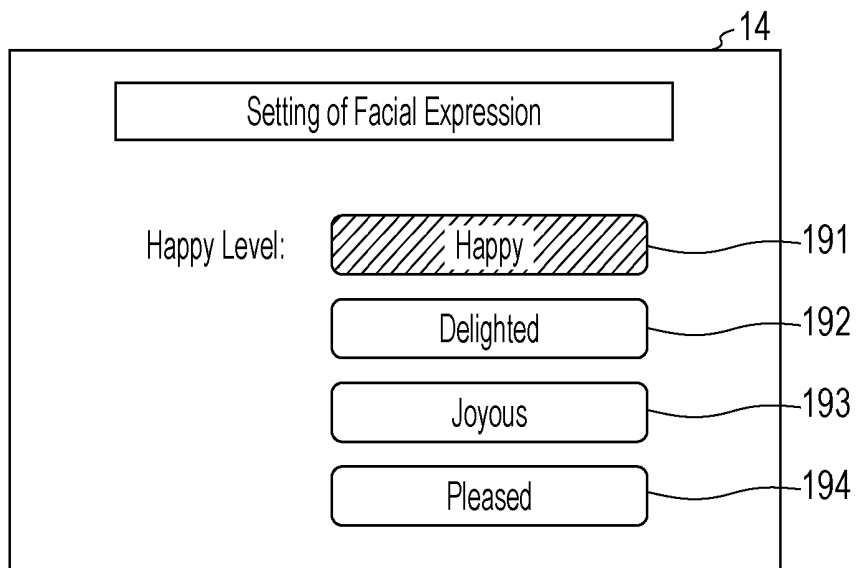 14
Setting of Facial Expression
Happy Level: Happy 191
Delighted 192
Joyous 193
Pleased 194